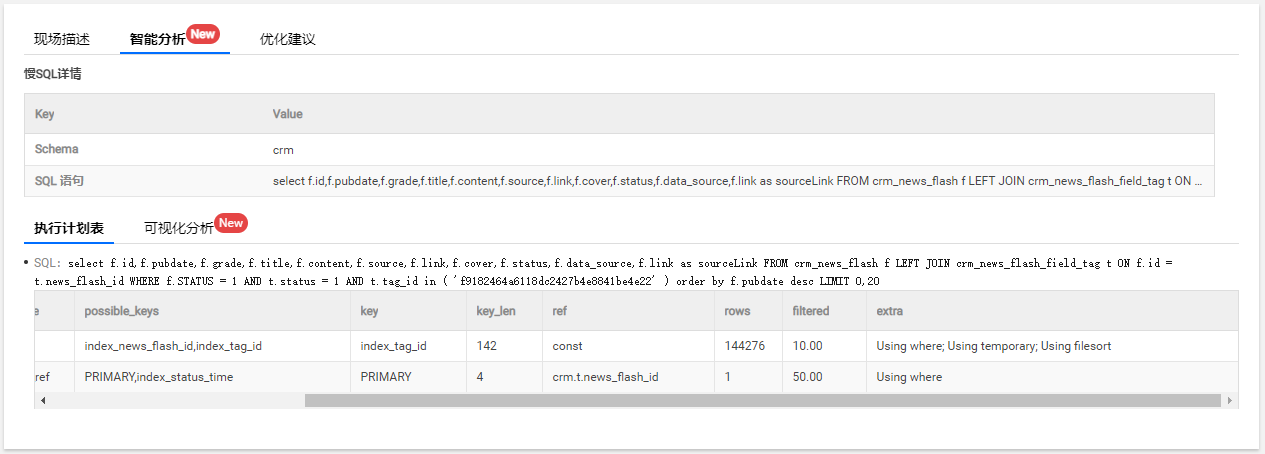 现场描述 智能分析 New 优化建议
慢SQL详情
Key Value
Schema crm
SQL 语句 select f.id,f.pubdate,f.grade,f.title,f.content,f.source,f.link,f.cover,f.status,f.data_source,f.link as sourceLink FROM crm_news_flash f LEFT JOIN crm_news_flash_field_tag t ON ...
执行计划表 可视化分析 New
• SQL: select f.id,f.pubdate,f.grade,f.title,f.content,f.source,f.link,f.cover,f.status,f.data_source,f.link as sourceLink FROM crm_news_flash f LEFT JOIN crm_news_flash_field_tag t ON f.id =
t.news_flash_id WHERE f.STATUS = 1 AND t.status = 1 AND t.tag_id in ( 'f9182464a6118dc2427b4e8841be4e22' ) order by f.pubdate desc LIMIT 0,20
e possible_keys key key_len ref rows filtered extra
index_news_flash_id,index_tag_id index_tag_id 142 const 144276 10.00 Using where; Using temporary; Using filesort
ref PRIMARY,index_status_time PRIMARY 4 crm.t.news_flash_id 1 50.00 Using where